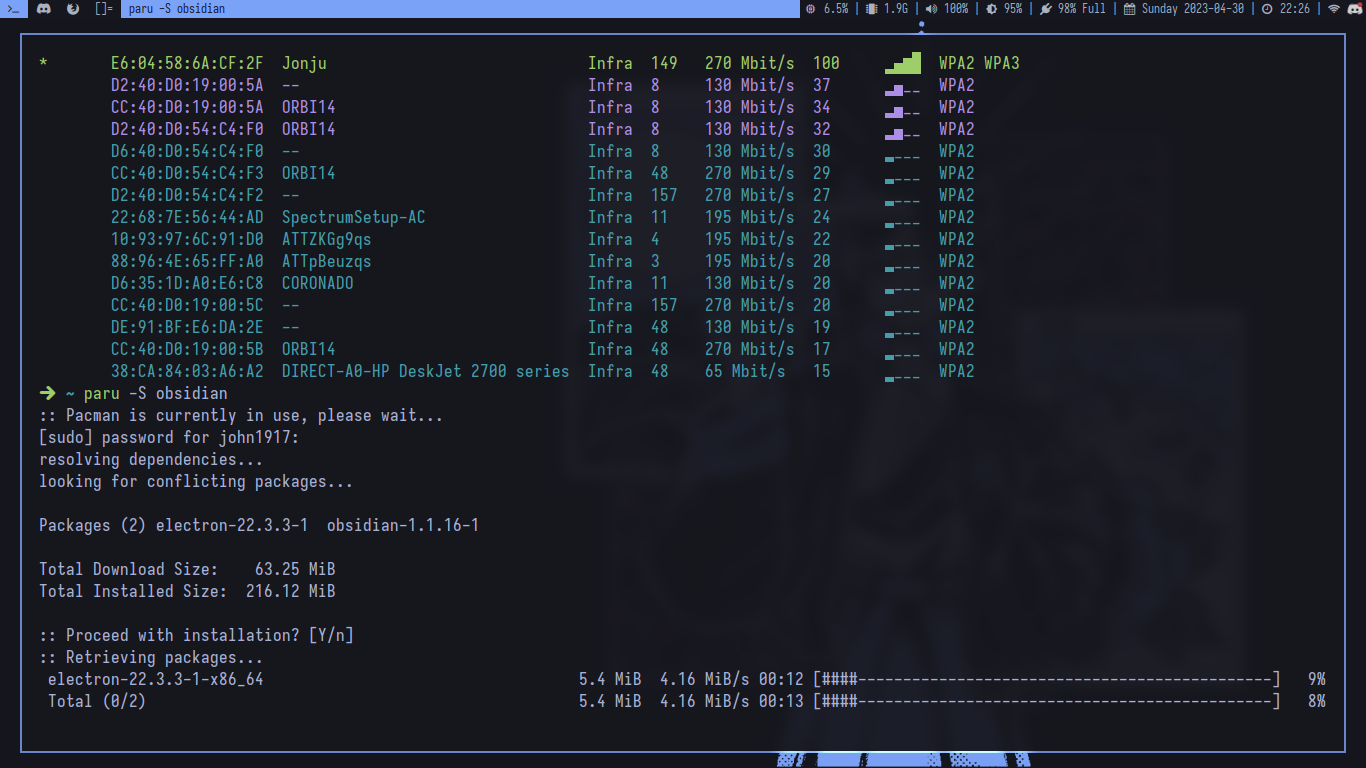 >_ []= paru -S obsidian 6.5% | 1.9G | 100% | 95% | 98% Full | Sunday 2023-04-30 | 22:26 |
* E6:04:58:6A:CF:2F Jonju Infra 149 270 Mbit/s 100 WPA2 WPA3
D2:40:D0:19:00:5A -- Infra 8 130 Mbit/s 37 WPA2
CC:40:D0:19:00:5A ORBI14 Infra 8 130 Mbit/s 34 WPA2
D2:40:D0:54:C4:F0 ORBI14 Infra 8 130 Mbit/s 32 WPA2
D6:40:D0:54:C4:F0 -- Infra 8 130 Mbit/s 30 WPA2
CC:40:D0:54:C4:F3 ORBI14 Infra 48 270 Mbit/s 29 WPA2
D2:40:D0:54:C4:F2 -- Infra 157 270 Mbit/s 27 WPA2
22:68:7E:56:44:AD SpectrumSetup-AC Infra 11 195 Mbit/s 24 WPA2
10:93:97:6C:91:D0 ATTZKGg9qs Infra 4 195 Mbit/s 22 WPA2
88:96:4E:65:FF:A0 ATTpBeuzqs Infra 3 195 Mbit/s 20 WPA2
D6:35:1D:A0:E6:C8 CORONADO Infra 11 130 Mbit/s 20 WPA2
CC:40:D0:19:00:5C -- Infra 157 270 Mbit/s 20 WPA2
DE:91:BF:E6:DA:2E -- Infra 48 130 Mbit/s 19 WPA2
CC:40:D0:19:00:5B ORBI14 Infra 48 270 Mbit/s 17 WPA2
38:CA:84:03:A6:A2 DIRECT-A0-HP DeskJet 2700 series Infra 48 65 Mbit/s 15 WPA2
➜ ~ paru -S obsidian
:: Pacman is currently in use, please wait...
[sudo] password for john1917:
resolving dependencies...
looking for conflicting packages...
Packages (2) electron-22.3.3-1 obsidian-1.1.16-1
Total Download Size: 63.25 MiB
Total Installed Size: 216.12 MiB
:: Proceed with installation? [Y/n]
:: Retrieving packages...
electron-22.3.3-1-x86_64 5.4 MiB 4.16 MiB/s 00:12 [####----------------------------------------------] 9%
Total (0/2) 5.4 MiB 4.16 MiB/s 00:13 [####----------------------------------------------] 8%